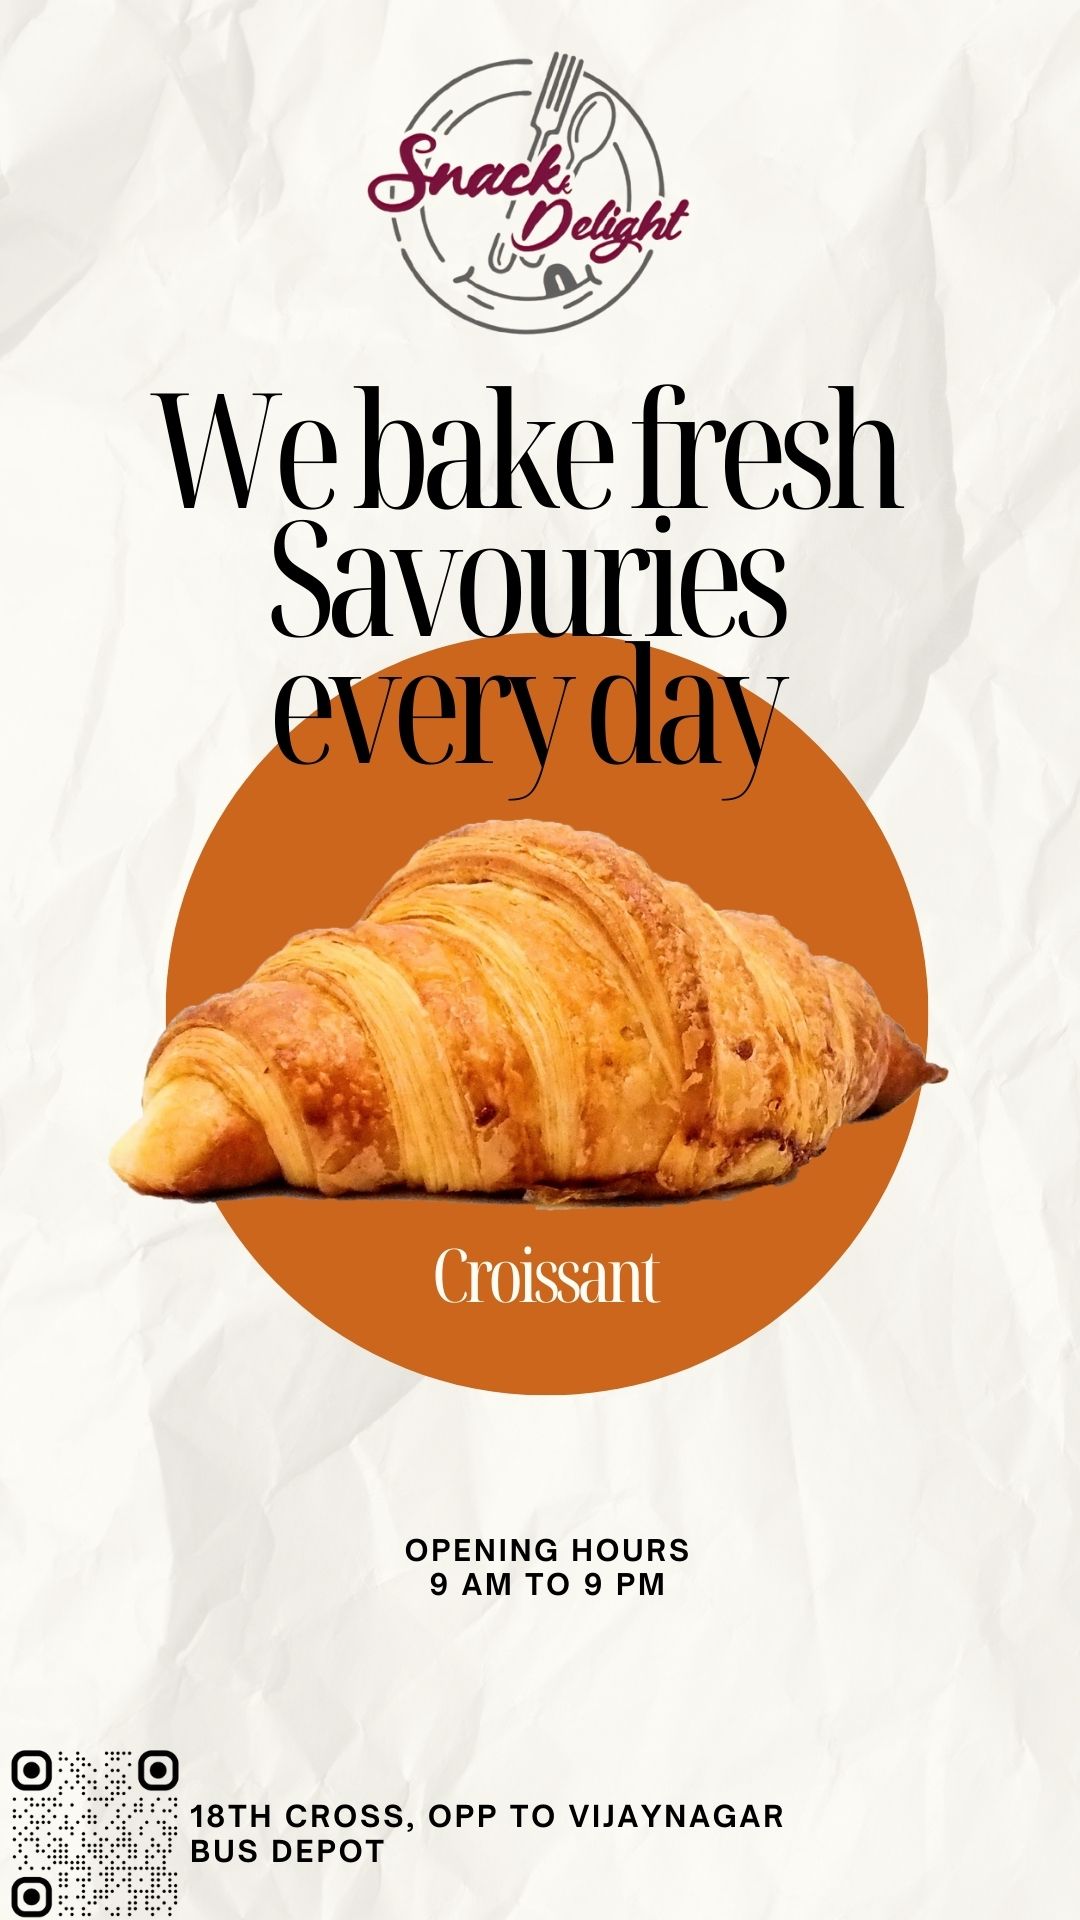 Snack
Delight
We bake fresh
Savouries
every day
Croissant
OPENING HOURS
9 AM TO 9 PM
18TH CROSS, OPP TO VIJAYNAGAR
BUS DEPOT